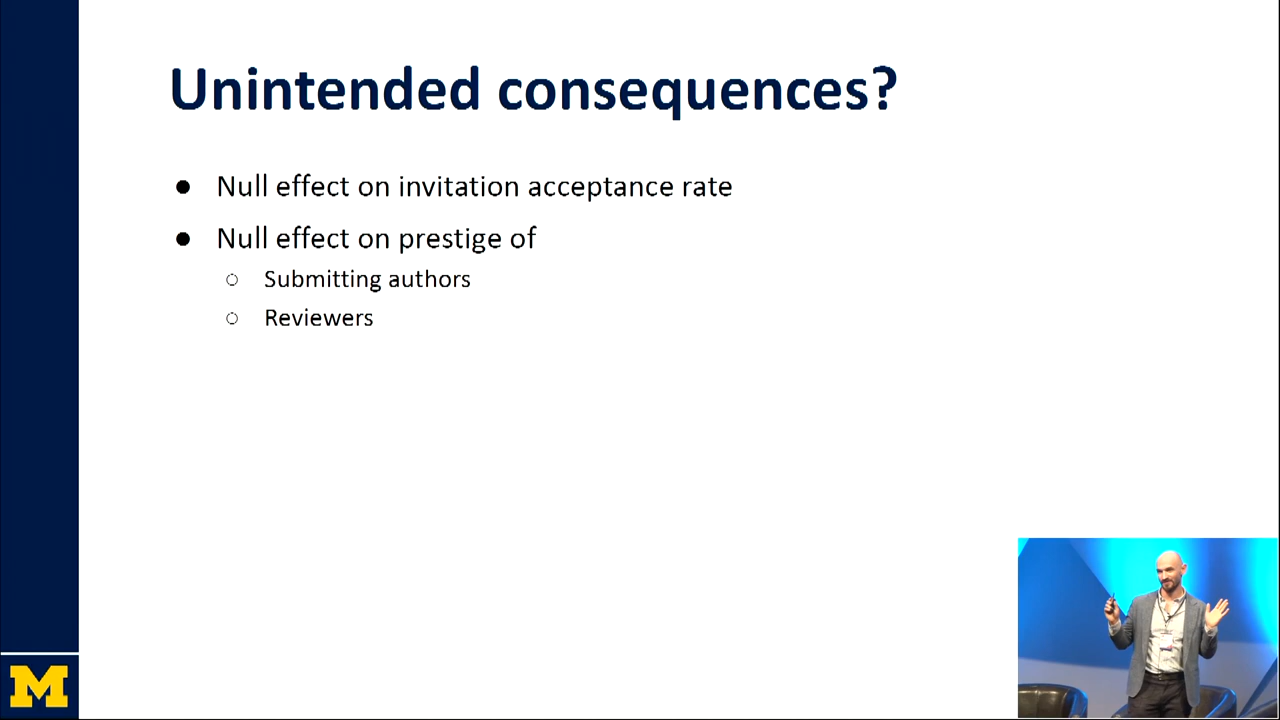 Unintended consequences?
● Null effect on invitation acceptance rate
● Null effect on prestige of
○ Submitting authors
○ Reviewers
M